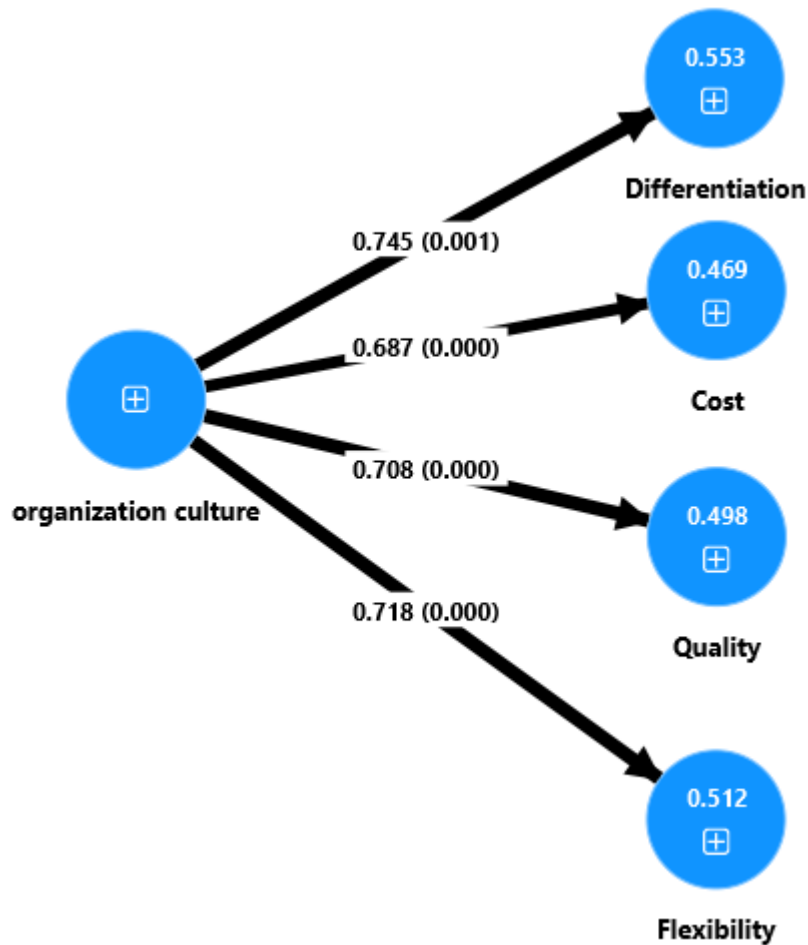 0.553
Differentiation
0.745 (0.001)
0.469
0.687 (0.000)
Cost
organization culture
0.708 (0.000)
0.498
Quality
0.718 (0.000)
0.512
Flexibility